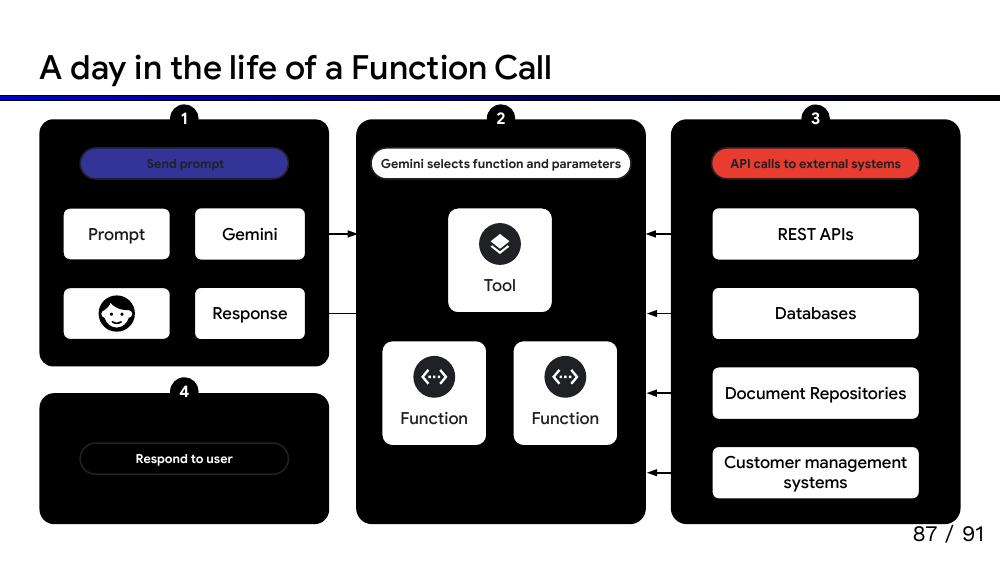 A day in the life of a Function Call
1
Send prompt
Prompt
Gemini
Response
2
Gemini selects function and parameters
Tool
Function
Function
3
API calls to external systems
REST APIs
Databases
Document Repositories
Customer management
systems
4
Respond to user
87 / 91